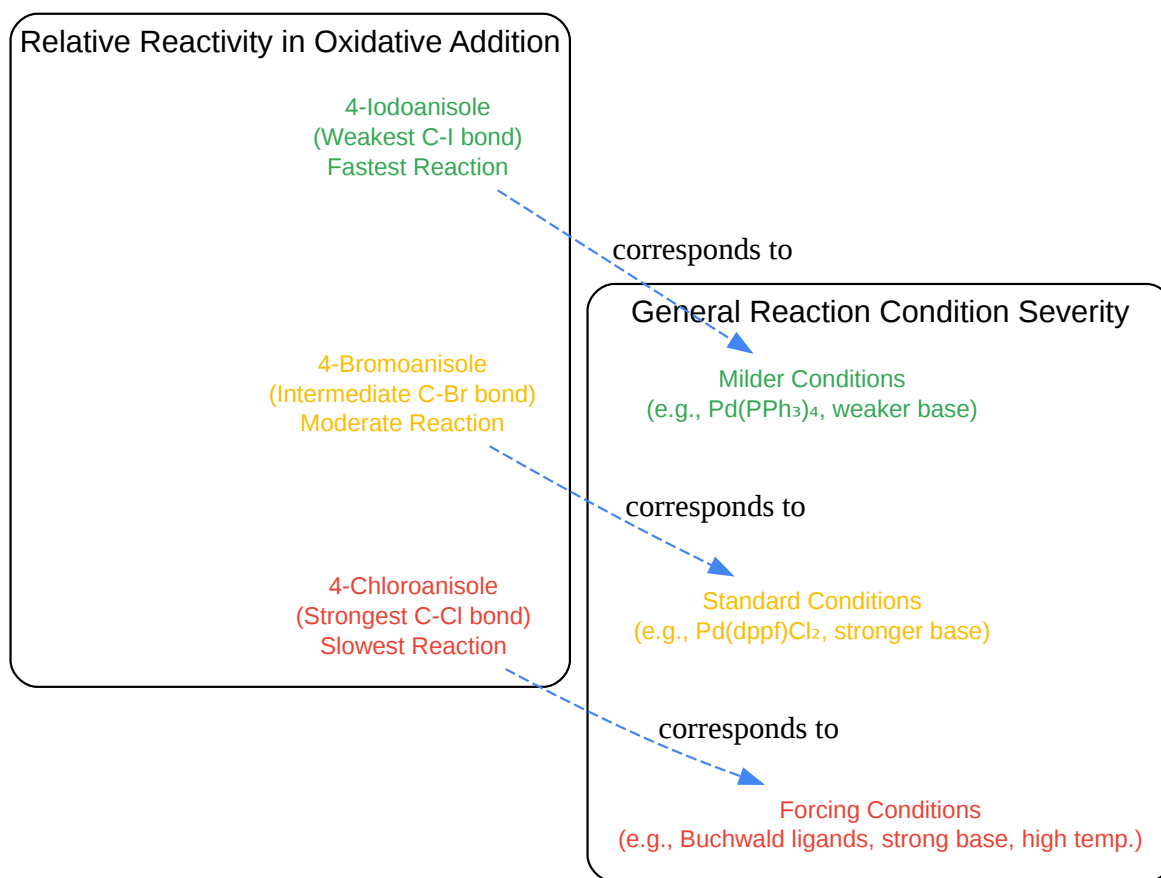 Relative Reactivity in Oxidative Addition
4-Iodoanisole
(Weakest C-I bond)
Fastest Reaction
corresponds to
General Reaction Condition Severity
4-Bromoanisole
(Intermediate C-Br bond)
Moderate Reaction
Milder Conditions
(e.g., Pd(PPh₃)₄, weaker base)
corresponds to
4-Chloroanisole
(Strongest C-Cl bond)
Slowest Reaction
Standard Conditions
(e.g., Pd(dppf)Cl₂, stronger base)
corresponds to
Forcing Conditions
(e.g., Buchwald ligands, strong base, high temp.)